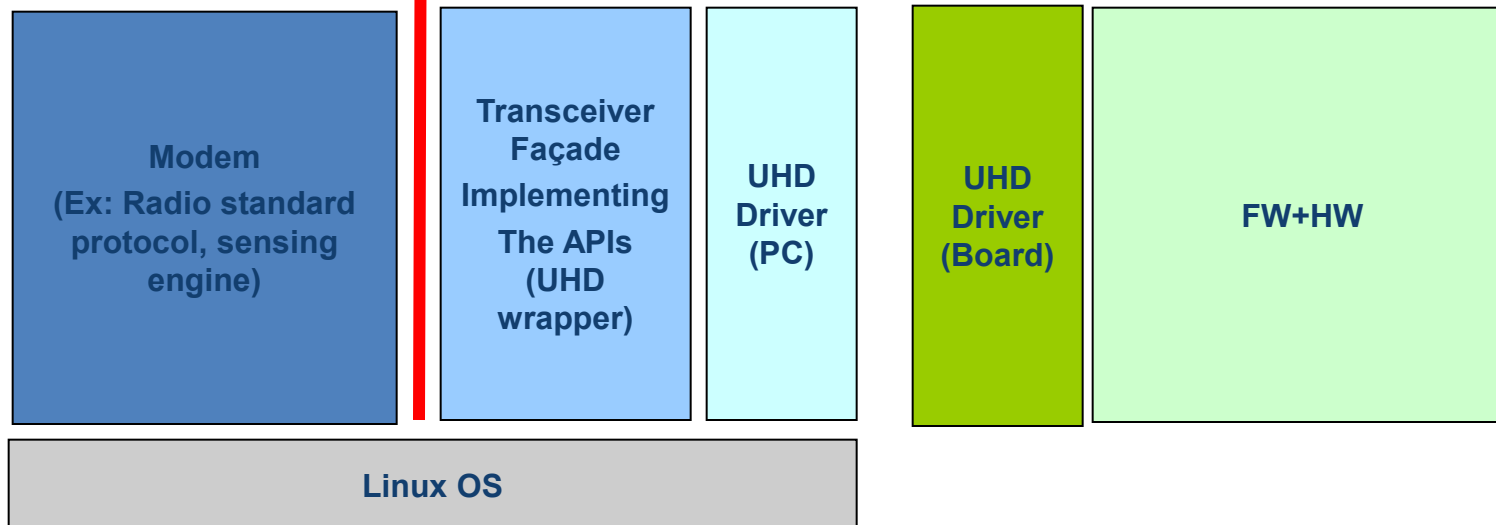 Modem
(Ex: Radio standard
protocol, sensing
engine)
Transceiver
Façade
Implementing
The APIs
(UHD
wrapper)
UHD
Driver
(PC)
UHD
Driver
(Board)
FW+HW
Linux OS